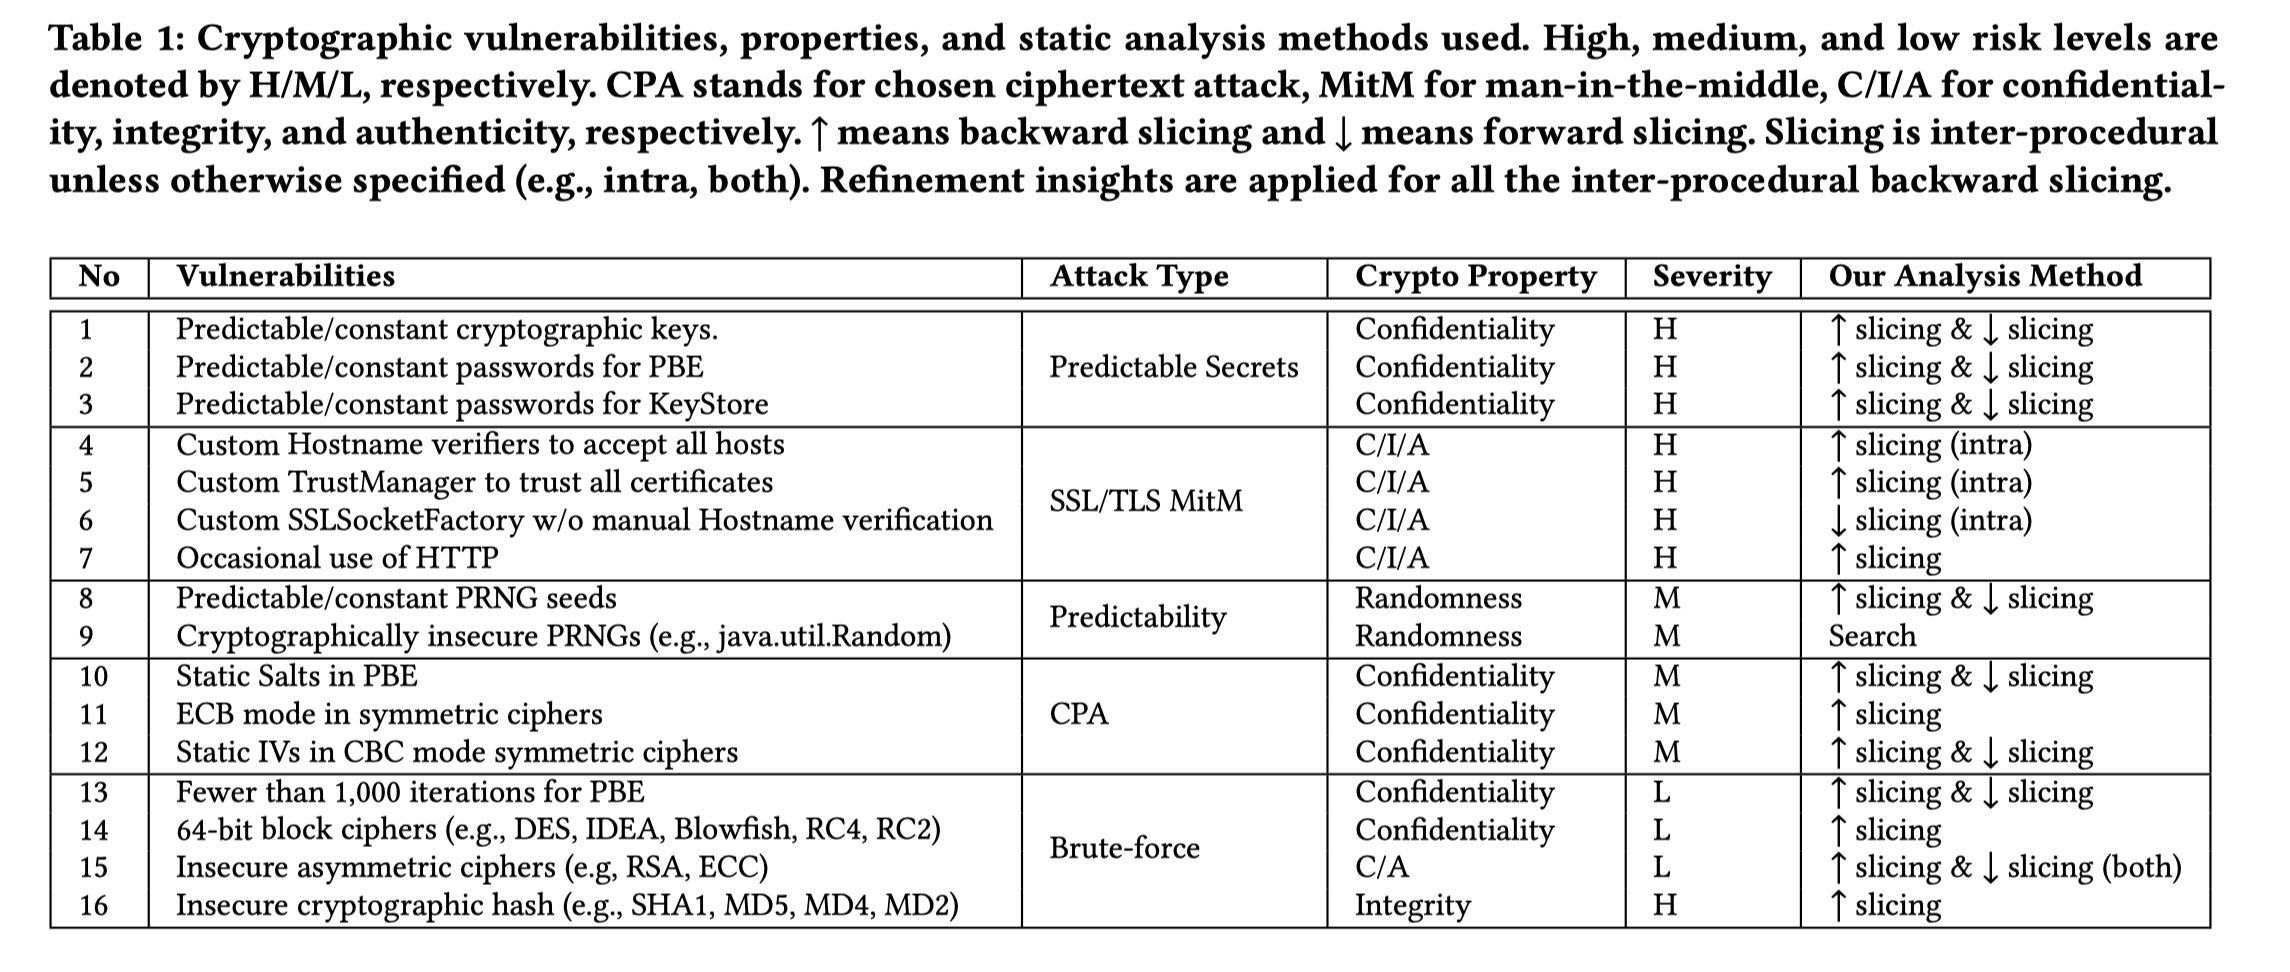 Table 1: Cryptographic vulnerabilities, properties, and static analysis methods used. High, medium, and low risk levels are
denoted by H/M/L, respectively. CPA stands for chosen ciphertext attack, MitM for man-in-the-middle, C/I/A for confidential-
ity, integrity, and authenticity, respectively. ↑ means backward slicing and ↓ means forward slicing. Slicing is inter-procedural
unless otherwise specified (e.g., intra, both). Refinement insights are applied for all the inter-procedural backward slicing.
No Vulnerabilities Attack Type Crypto Property Severity Our Analysis Method
1 Predictable/constant cryptographic keys. Confidentiality H ↑ slicing & ↓ slicing
2 Predictable/constant passwords for PBE Predictable Secrets Confidentiality H ↑ slicing & ↓ slicing
3 Predictable/constant passwords for KeyStore Confidentiality H ↑ slicing & ↓ slicing
4 Custom Hostname verifiers to accept all hosts C/I/A H ↑ slicing (intra)
5 Custom TrustManager to trust all certificates C/I/A H ↑ slicing (intra)
SSL/TLS MitM
6 Custom SSLSocketFactory w/o manual Hostname verification C/I/A H ↓ slicing (intra)
7 Occasional use of HTTP C/I/A H ↑ slicing
8 Predictable/constant PRNG seeds Randomness M ↑ slicing & ↓ slicing
Predictability
9 Cryptographically insecure PRNGs (e.g., java.util.Random) Randomness M Search
10 Static Salts in PBE Confidentiality M ↑ slicing & ↓ slicing
11 ECB mode in symmetric ciphers CPA Confidentiality M ↑ slicing
12 Static IVs in CBC mode symmetric ciphers Confidentiality M ↑ slicing & ↓ slicing
13 Fewer than 1,000 iterations for PBE Confidentiality L ↑ slicing & ↓ slicing
14 64-bit block ciphers (e.g., DES, IDEA, Blowfish, RC4, RC2) Confidentiality L ↑ slicing
Brute-force
15 Insecure asymmetric ciphers (e.g, RSA, ECC) C/A L ↑ slicing & ↓ slicing (both)
16 Insecure cryptographic hash (e.g., SHA1, MD5, MD4, MD2) Integrity H ↑ slicing